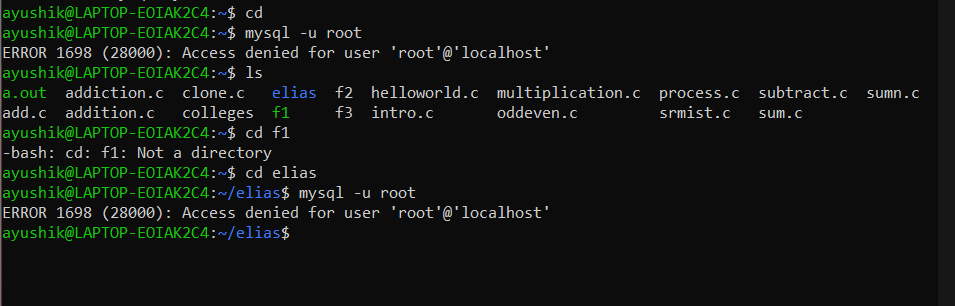 ayushik@LAPTOP-EOIAK2C4:~$ cd
ayushik@LAPTOP-EOIAK2C4:~$ mysql -u root
ERROR 1698 (28000): Access denied for user 'root'@'localhost'
ayushik@LAPTOP-EOIAK2C4:~$ ls
a.out  addiction.c  clone.c   elias  f2  helloworld.c  multiplication.c  process.c  subtract.c  sumn.c
add.c  addition.c   colleges  f1     f3  intro.c       oddeven.c         srmist.c   sum.c
ayushik@LAPTOP-EOIAK2C4:~$ cd f1
-bash: cd: f1: Not a directory
ayushik@LAPTOP-EOIAK2C4:~$ cd elias
ayushik@LAPTOP-EOIAK2C4:~/elias$ mysql -u root
ERROR 1698 (28000): Access denied for user 'root'@'localhost'
ayushik@LAPTOP-EOIAK2C4:~/elias$